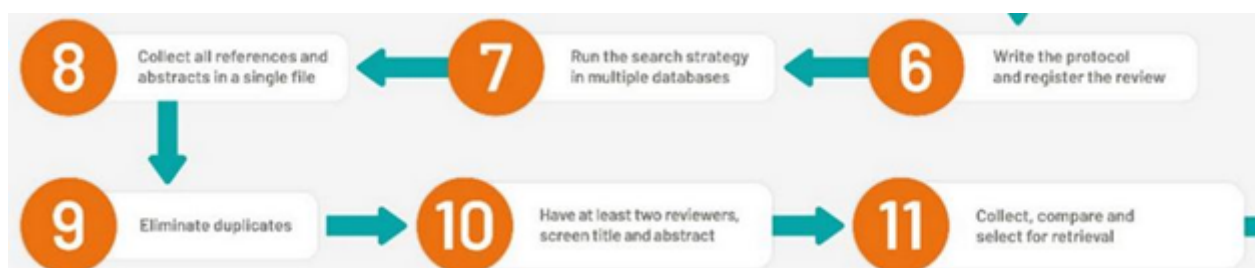 8
Collect all references and
abstracts in a single file
7
Run the search strategy
in multiple databases
6
Write the protocol
and register the review
9
Eliminate duplicates
10
Have at least two reviewers,
screen title and abstract
11
Collect, compare and
select for retrieval